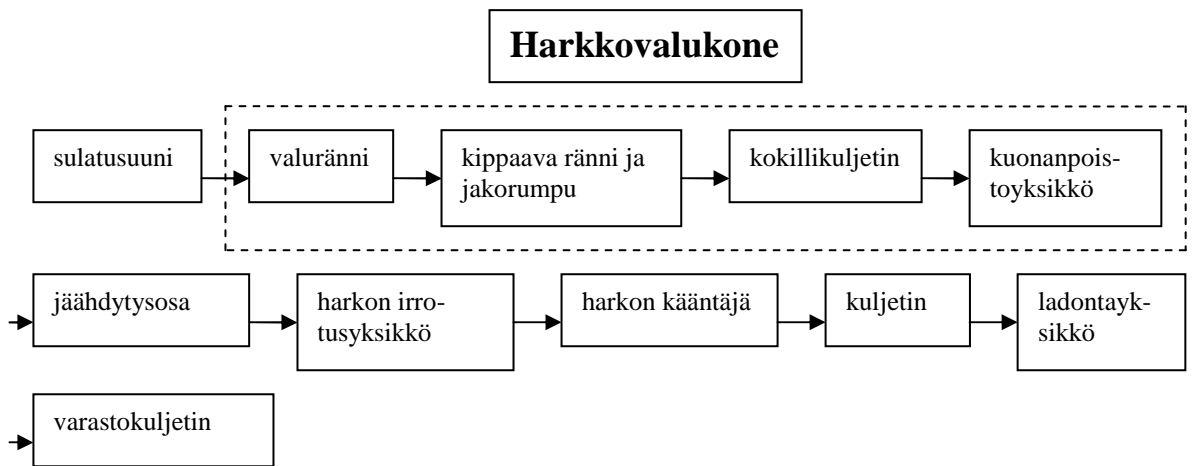 Harkkovalukone
sulatusuuni
valuränni
kippaava ränni ja
jakorumpu
kokillikuljetin
kuonanpois-
toyksikkö
jäähdytysosa
harkon irro-
tusyksikkö
harkon kääntäjä
kuljetin
ladontayk-
sikkö
varastokuljetin